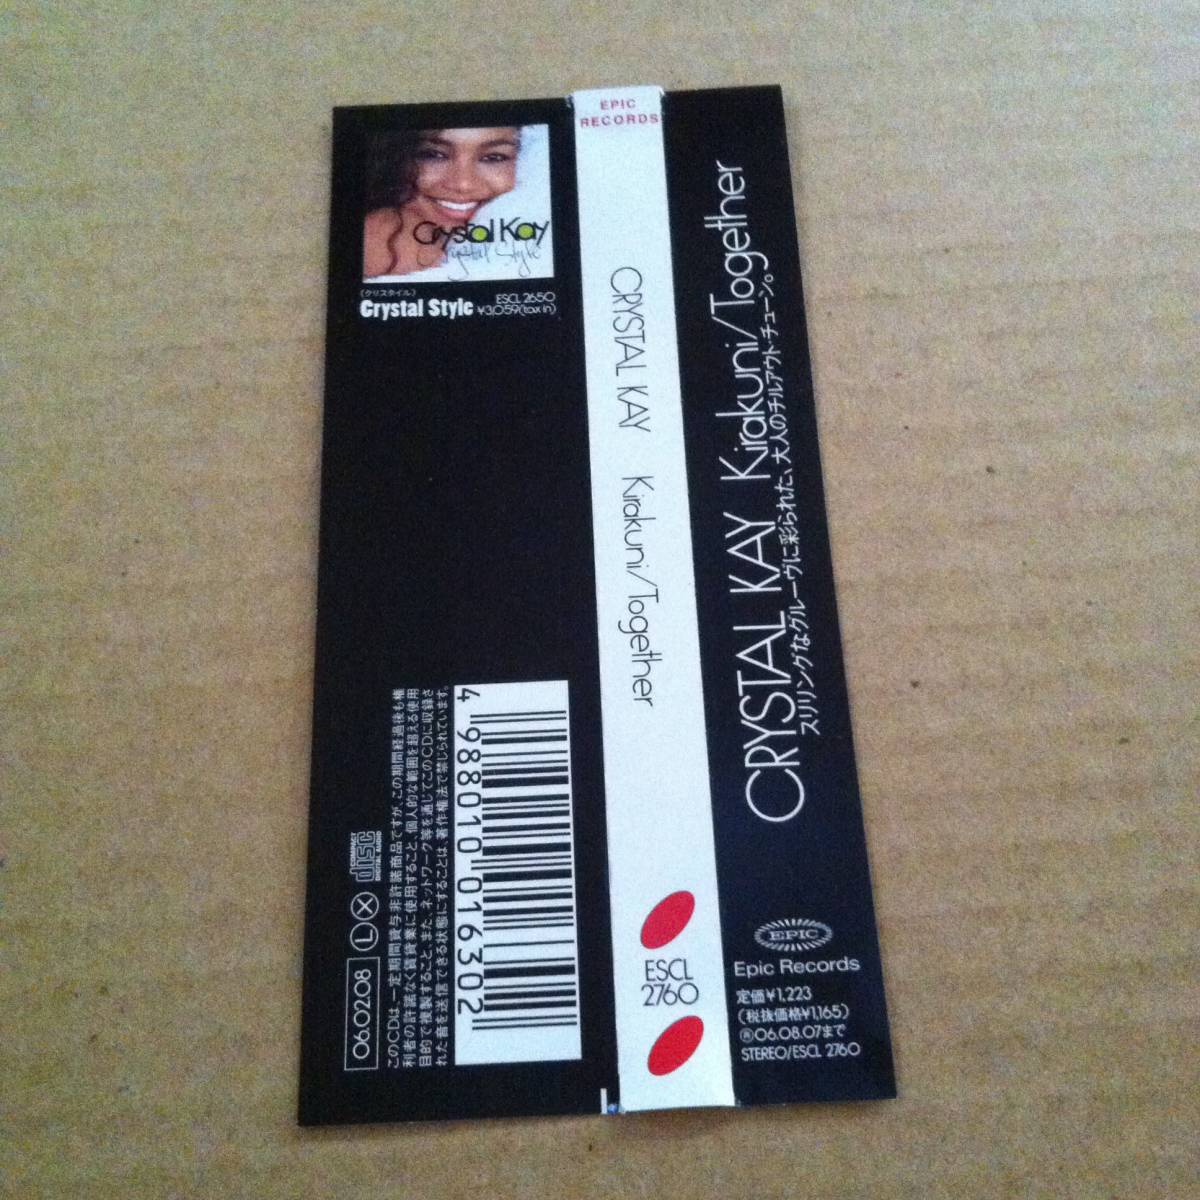 Crystal Kay
Crystal Style
(クリスタイル)
Crystal Style
ESCL 2650
¥3,059(tax in)
06.02.08
L
X
COMPACT
disc
DIGITAL AUDIO
このCDは、一定期間貸与非許諾商品ですが、この期間経過後も権
利者の許諾なく賃貸業に使用すること、個人的な範囲を超える使用
目的で複製すること、また、ネットワーク等を通じてこのCDに収録さ
れた音を送信できる状態にすることは、著作権法で禁じられています。
4 988010 016302
EPIC
RECORDS
CRYSTAL KAY Kirakuni/Together
ESCL
2760
CRYSTAL KAY Kirakuni/Together
スリリングなグルーヴに彩られた、大人のチルアウト・チューン。
EPIC
Epic Records
定価¥1,223
(税抜価格¥1,165)
Ⓡ06.08.07まで
STEREO/ESCL 2760